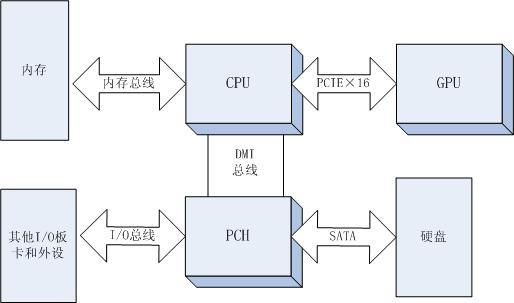 内存
内存总线
CPU
PCIE×16
GPU
DMI
总线
其他I/O板
卡和外设
I/O总线
PCH
SATA
硬盘